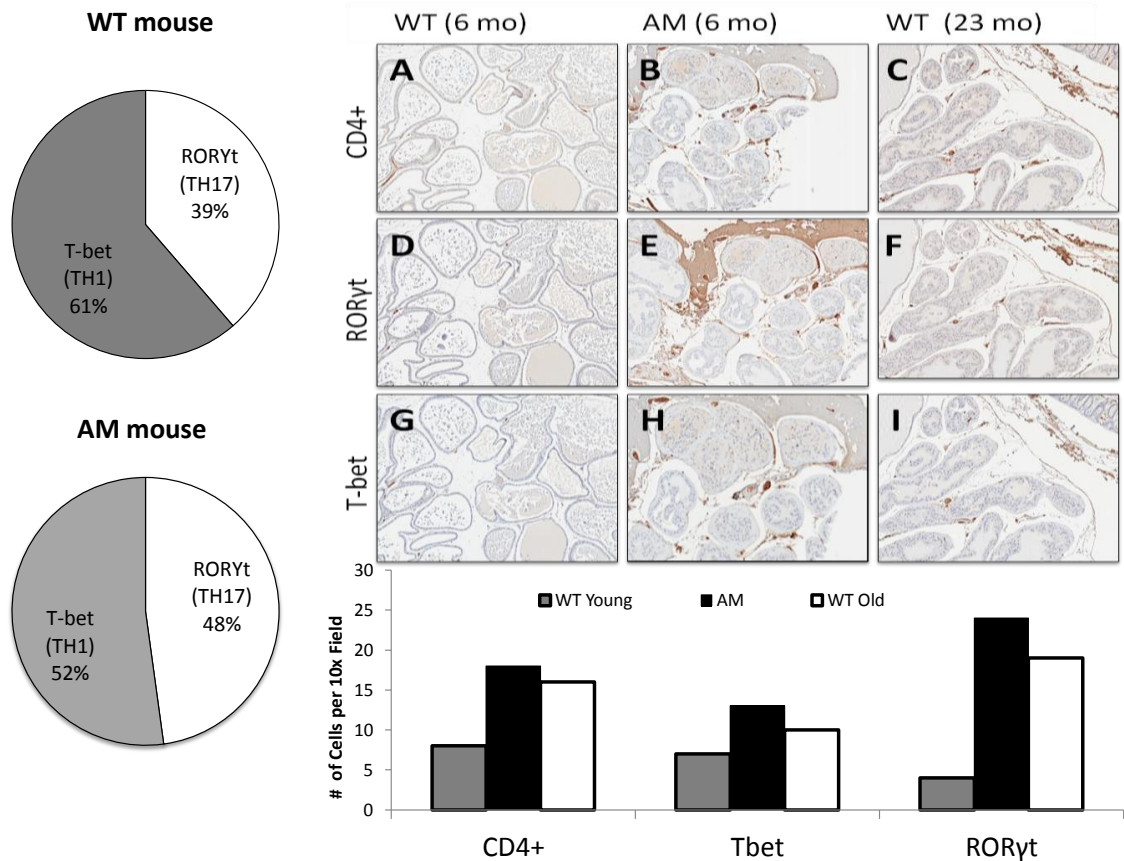 WT mouse
RORYt
(TH17)
39%
T-bet
(TH1)
61%
AM mouse
RORYt
(TH17)
48%
T-bet
(TH1)
52%
WT (6 mo) AM (6 mo) WT (23 mo)
CD4+
A B C
RORγt
D E F
T-bet
G H I
# of Cells per 10x Field
30
25
20
15
10
5
0
WT Young AM WT Old
CD4+ Tbet RORγt